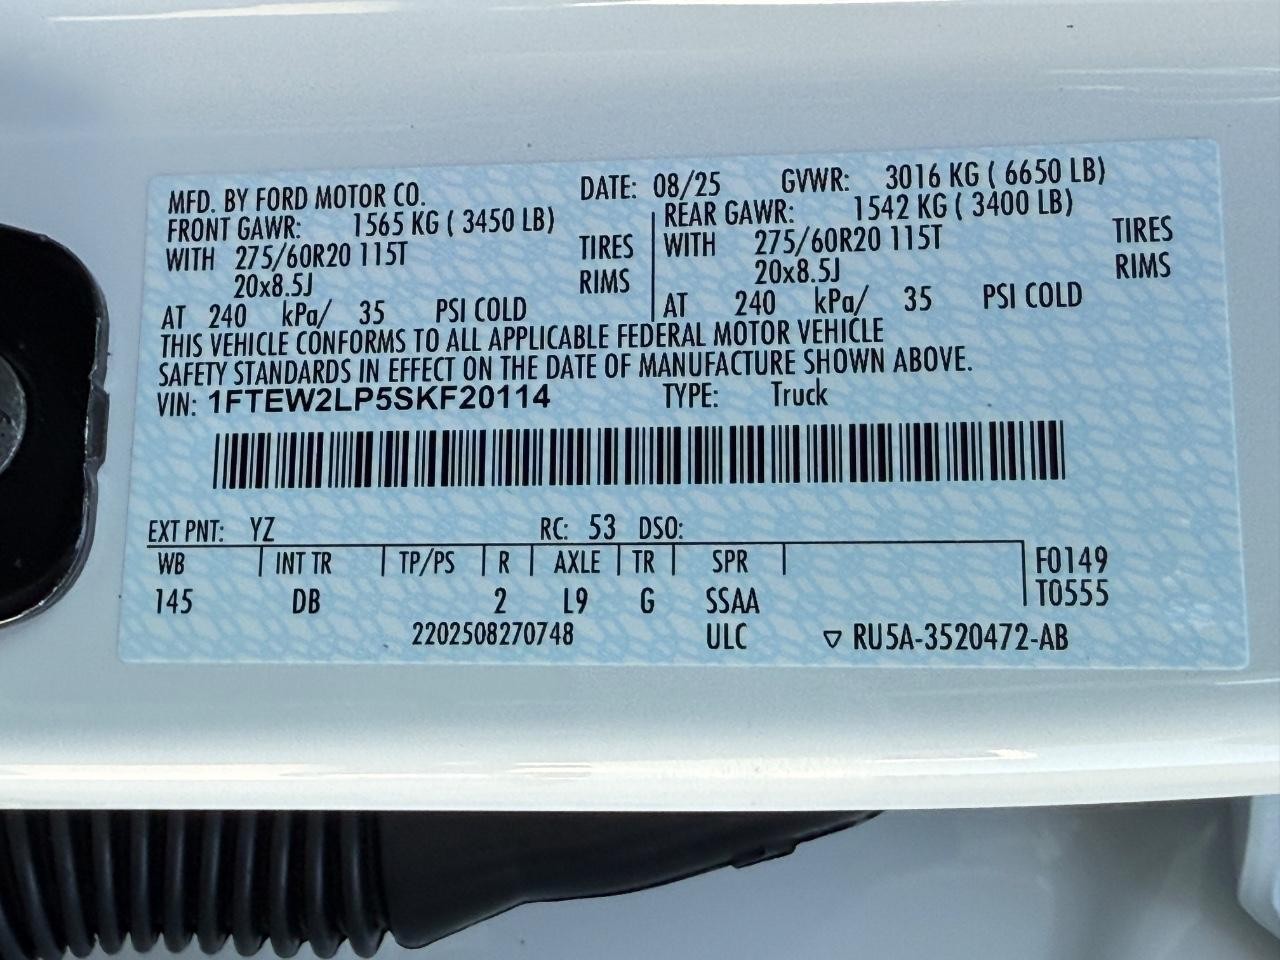 MFD. BY FORD MOTOR CO. DATE: 08/25 GVWR: 3016 KG ( 6650 LB)
FRONT GAWR: 1565 KG ( 3450 LB) REAR GAWR: 1542 KG ( 3400 LB)
WITH 275/60R20 115T TIRES WITH 275/60R20 115T TIRES
20x8.5J RIMS 20x8.5J RIMS
AT 240 kPa/ 35 PSI COLD AT 240 kPa/ 35 PSI COLD
THIS VEHICLE CONFORMS TO ALL APPLICABLE FEDERAL MOTOR VEHICLE
SAFETY STANDARDS IN EFFECT ON THE DATE OF MANUFACTURE SHOWN ABOVE.
VIN: 1FTEW2LP5SKF20114 TYPE: Truck
EXT PNT: YZ RC: 53 DSO:
WB INT TR TP/PS R AXLE TR SPR F0149
145 DB 2 L9 G SSAA T0555
2202508270748 ULC ▽ RU5A-3520472-AB